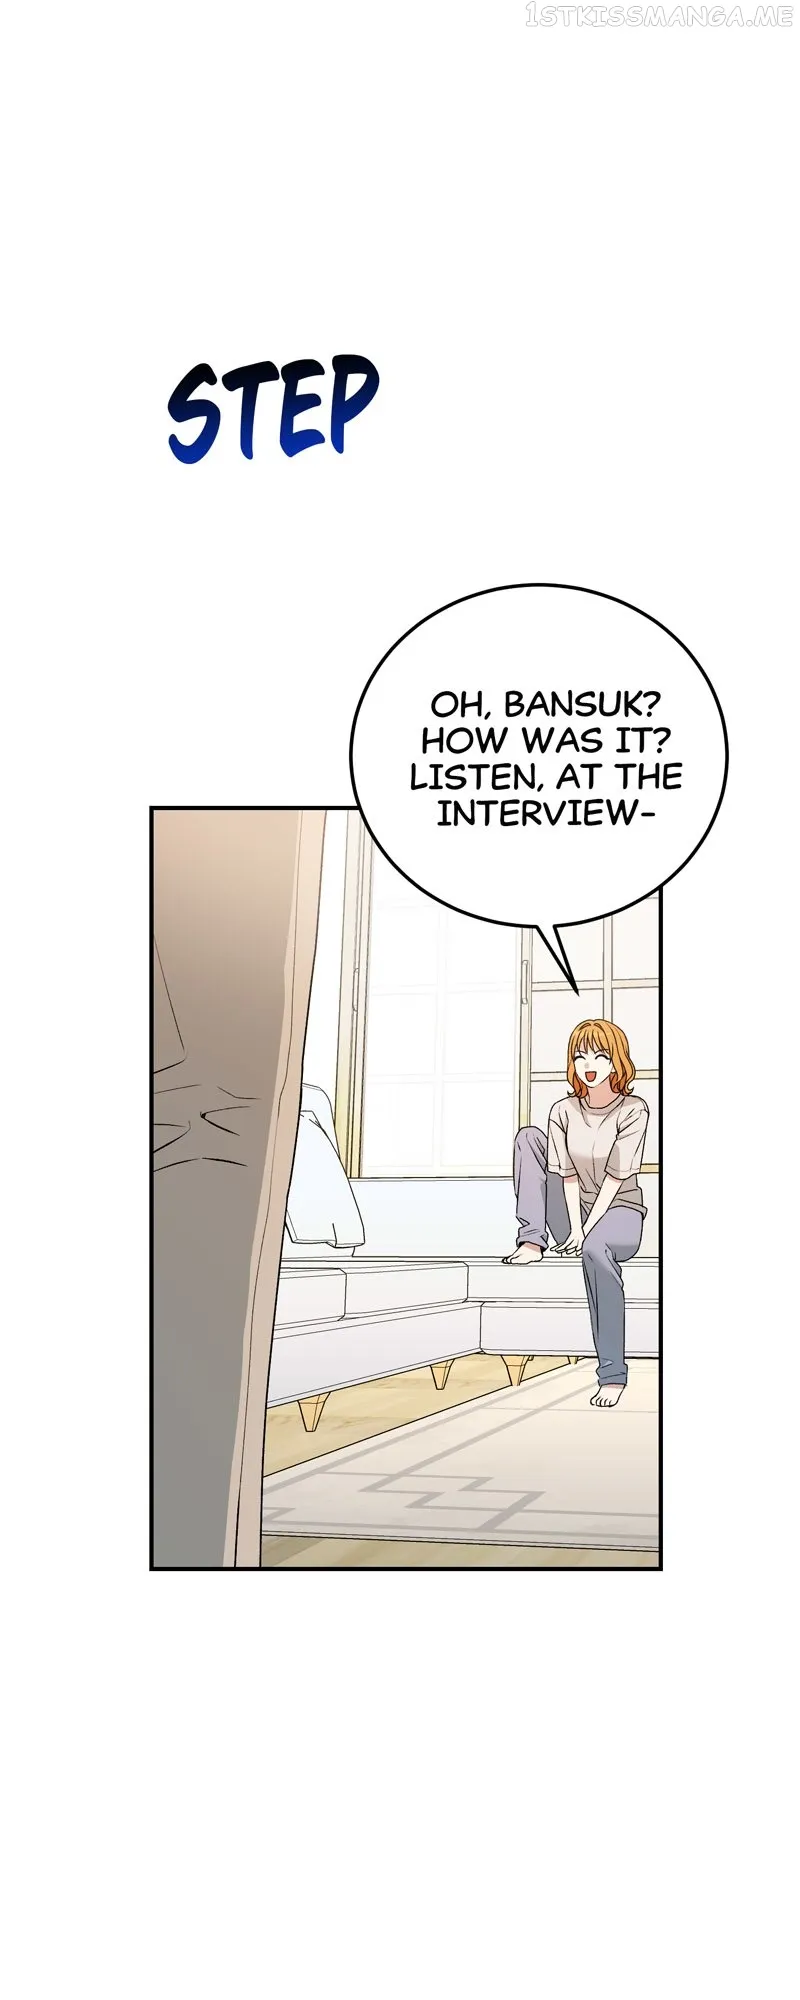 1STKISSMANGA.ME
STEP
OH, BANSUK?
HOW WAS IT?
LISTEN, AT THE
INTERVIEW-